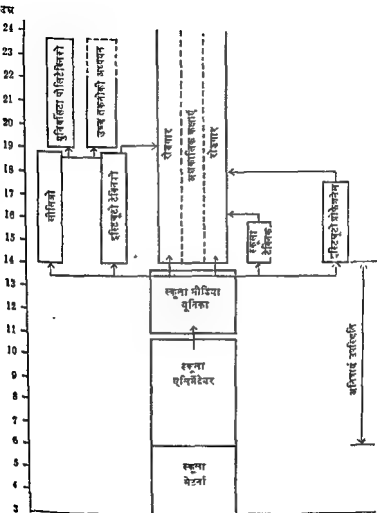 उम्र
24
23
22
21
20
19
18
17
16
15
14
13
12
11
10
9
8
7
6
5
4
3
युनिवर्सिटा पोलिटेक्निको
उच्च तकनीकी अध्ययन
लीसिओ
इस्टिट्यूटो टेक्निको
रोजगार
अंशकालिक कक्षाएं
रोजगार
स्कूला
टेक्निक
इस्टिट्यूटो प्रोफेशनेल
स्कूला मीडिया
यूनिका
स्कूला
एलिमेंटेयर
स्कूला
मेटर्ना
अनिवार्य उपस्थिति